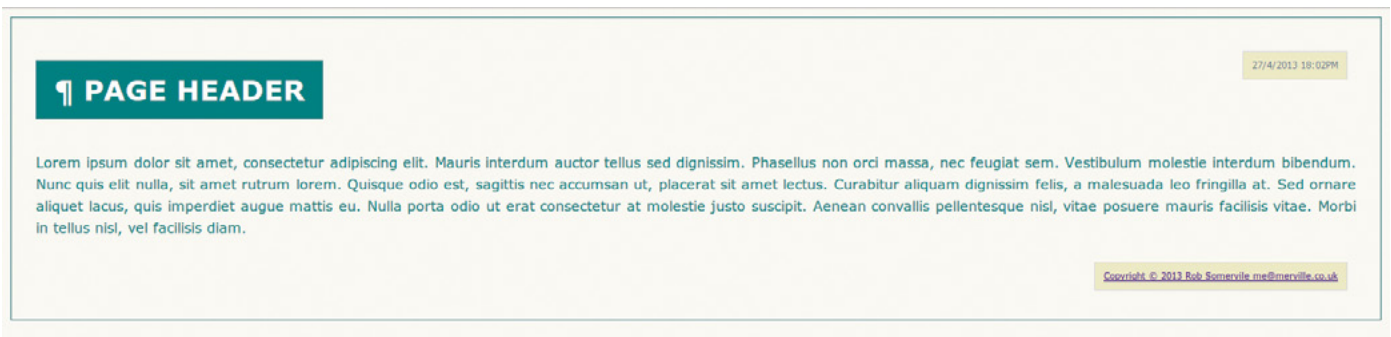 27/4/2013 18:02PM
¶ PAGE HEADER
Lorem ipsum dolor sit amet, consectetur adipiscing elit. Mauris interdum auctor tellus sed dignissim. Phasellus non orci massa, nec feugiat sem. Vestibulum molestie interdum bibendum.
Nunc quis elit nulla, sit amet rutrum lorem. Quisque odio est, sagittis nec accumsan ut, placerat sit amet lectus. Curabitur aliquam dignissim felis, a malesuada leo fringilla at. Sed ornare
aliquet lacus, quis imperdiet augue mattis eu. Nulla porta odio ut erat consectetur at molestie justo suscipit. Aenean convallis pellentesque nisl, vitae posuere mauris facilisis vitae. Morbi
in tellus nisl, vel facilisis diam.
Copyright © 2013 Rob Somervile me@merville.co.uk